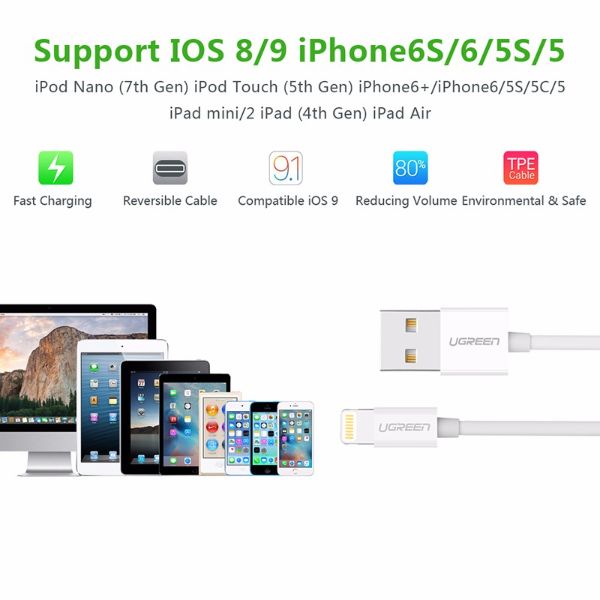 Support IOS 8/9 iPhone6S/6/5S/5
iPod Nano (7th Gen) iPod Touch (5th Gen) iPhone6+/iPhone6/5S/5C/5
iPad mini/2 iPad (4th Gen) iPad Air
9.1
80%
TPE
Cable
Fast Charging
Reversible Cable
Compatible iOS 9
Reducing Volume
Environmental & Safe
UGREEN
UGREEN